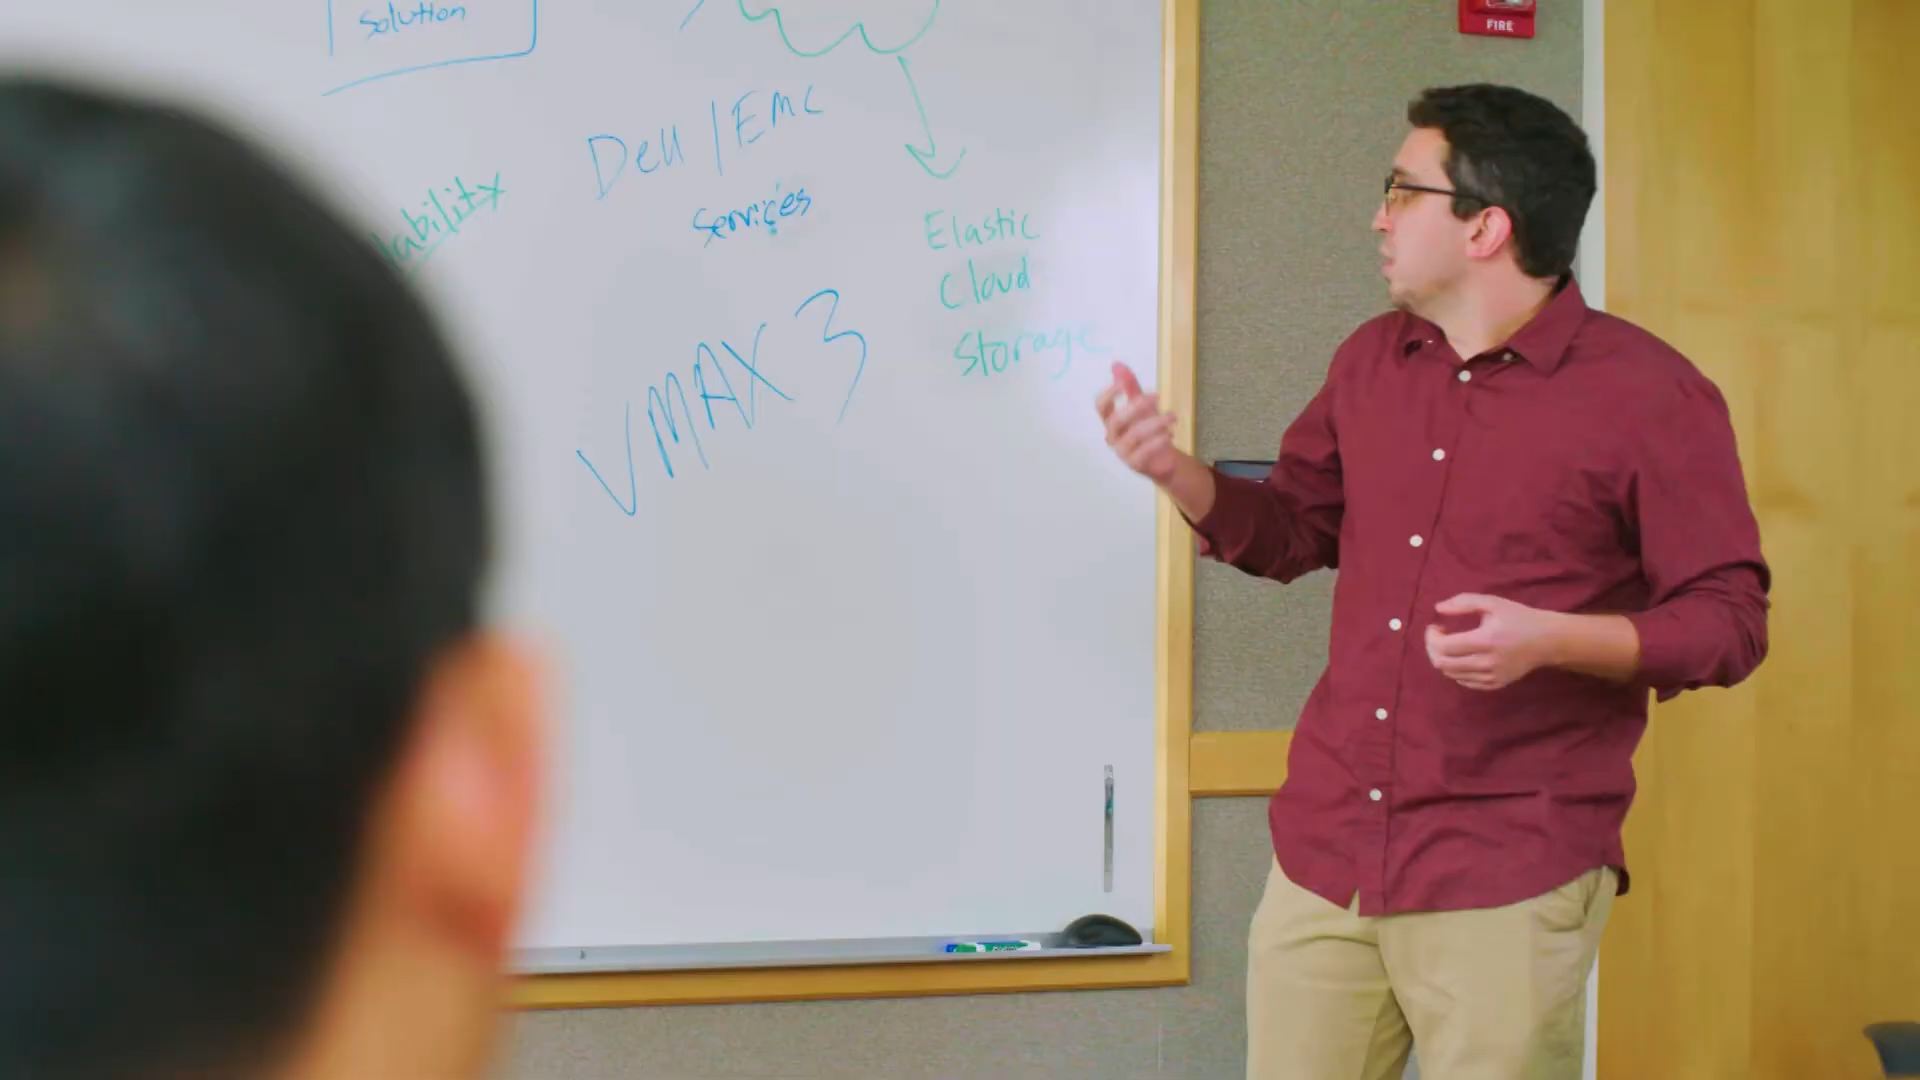 Solution
Dell/EMC
Services
VMAX 3
Elastic
Cloud
Storage
FIRE